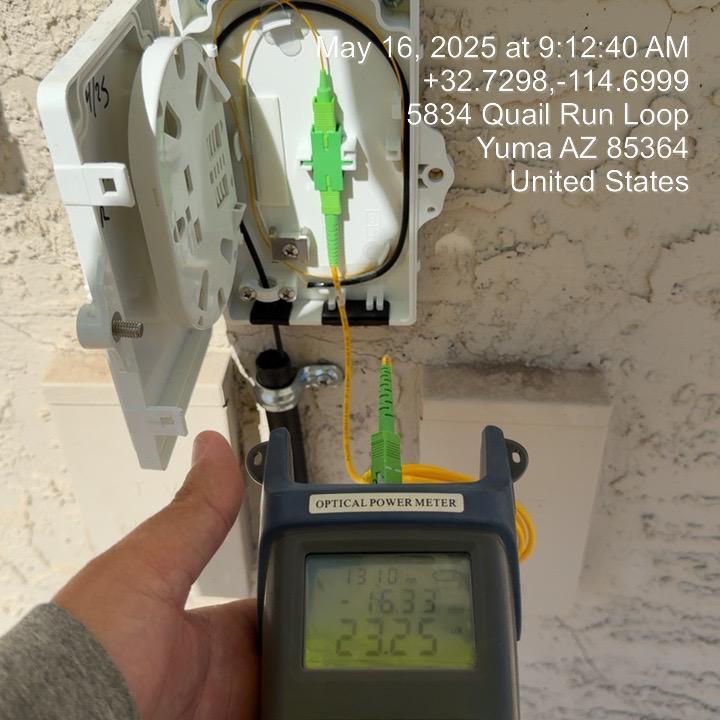 May 16, 2025 at 9:12:40 AM
+32.7298,-114.6999
5834 Quail Run Loop
Yuma AZ 85364
United States
OPTICAL POWER METER
1310
-16.33
23.25